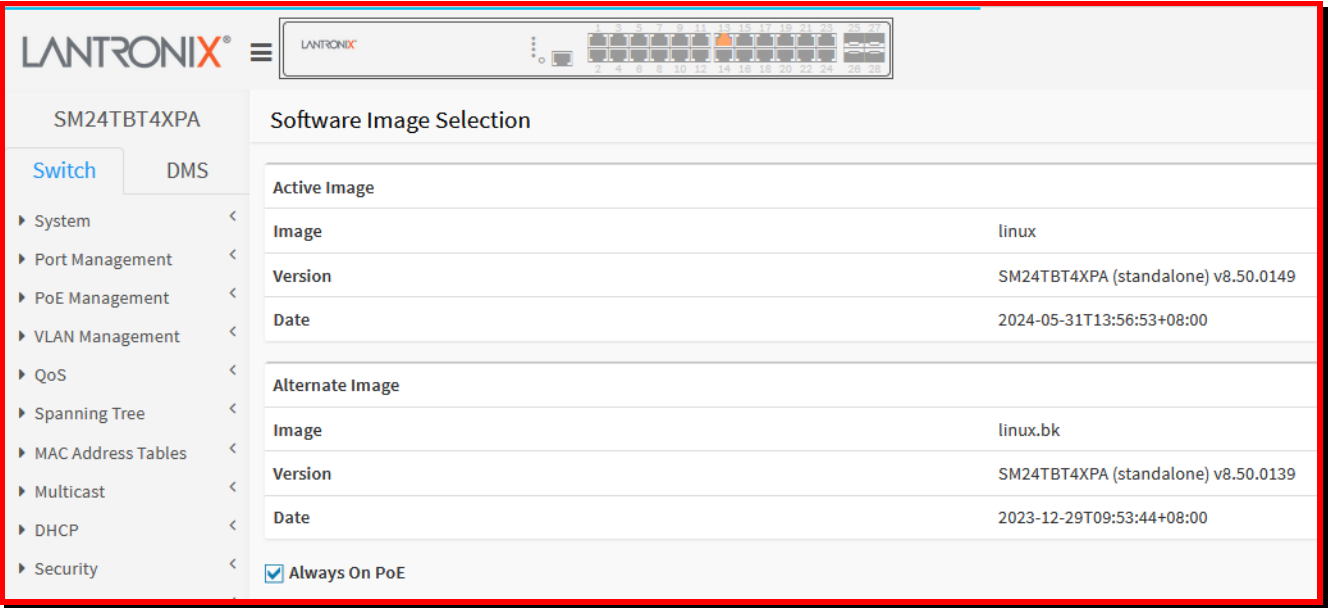 LANTRONIX®
LANTRONIX
1 3 5 7 9 11 13 15 17 19 21 23 25 27
2 4 6 8 10 12 14 16 18 20 22 24 26 28
SM24TBT4XPA
Software Image Selection
Switch DMS
Active Image
System
Image linux
Port Management
Version SM24TBT4XPA (standalone) v8.50.0149
PoE Management
Date 2024-05-31T13:56:53+08:00
VLAN Management
QoS
Alternate Image
Spanning Tree
Image linux.bk
MAC Address Tables
Version SM24TBT4XPA (standalone) v8.50.0139
Multicast
Date 2023-12-29T09:53:44+08:00
DHCP
Security
Always On PoE